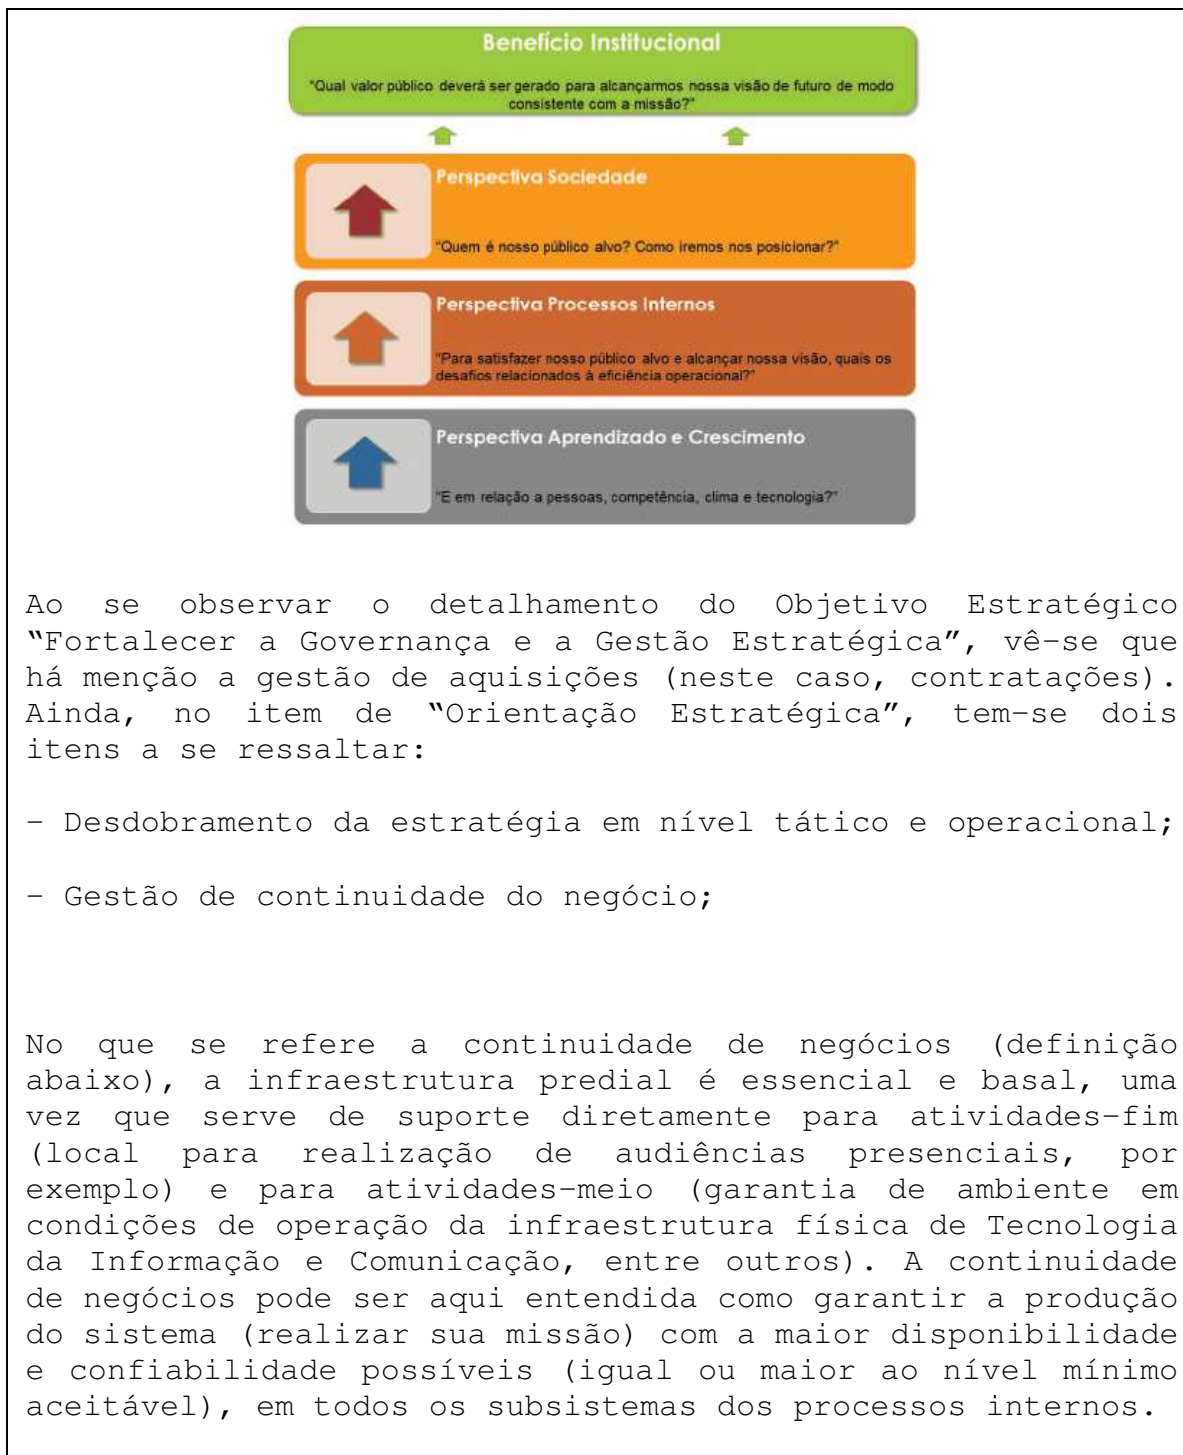 Benefício Institucional
"Qual valor público deverá ser gerado para alcançarmos nossa visão de futuro de modo
consistente com a missão?"
Perspectiva Sociedade
"Quem é nosso público alvo? Como iremos nos posicionar?"
Perspectiva Processos Internos
"Para satisfazer nosso público alvo e alcançar nossa visão, quais os
desafios relacionados à eficiência operacional?"
Perspectiva Aprendizado e Crescimento
"E em relação a pessoas, competência, clima e tecnologia?"
Ao se observar o detalhamento do Objetivo Estratégico
“Fortalecer a Governança e a Gestão Estratégica”, vê-se que
há menção a gestão de aquisições (neste caso, contratações).
Ainda, no item de “Orientação Estratégica”, tem-se dois
itens a se ressaltar:
- Desdobramento da estratégia em nível tático e operacional;
- Gestão de continuidade do negócio;
No que se refere a continuidade de negócios (definição
abaixo), a infraestrutura predial é essencial e basal, uma
vez que serve de suporte diretamente para atividades-fim
(local para realização de audiências presenciais, por
exemplo) e para atividades-meio (garantia de ambiente em
condições de operação da infraestrutura física de Tecnologia
da Informação e Comunicação, entre outros). A continuidade
de negócios pode ser aqui entendida como garantir a produção
do sistema (realizar sua missão) com a maior disponibilidade
e confiabilidade possíveis (igual ou maior ao nível mínimo
aceitável), em todos os subsistemas dos processos internos.